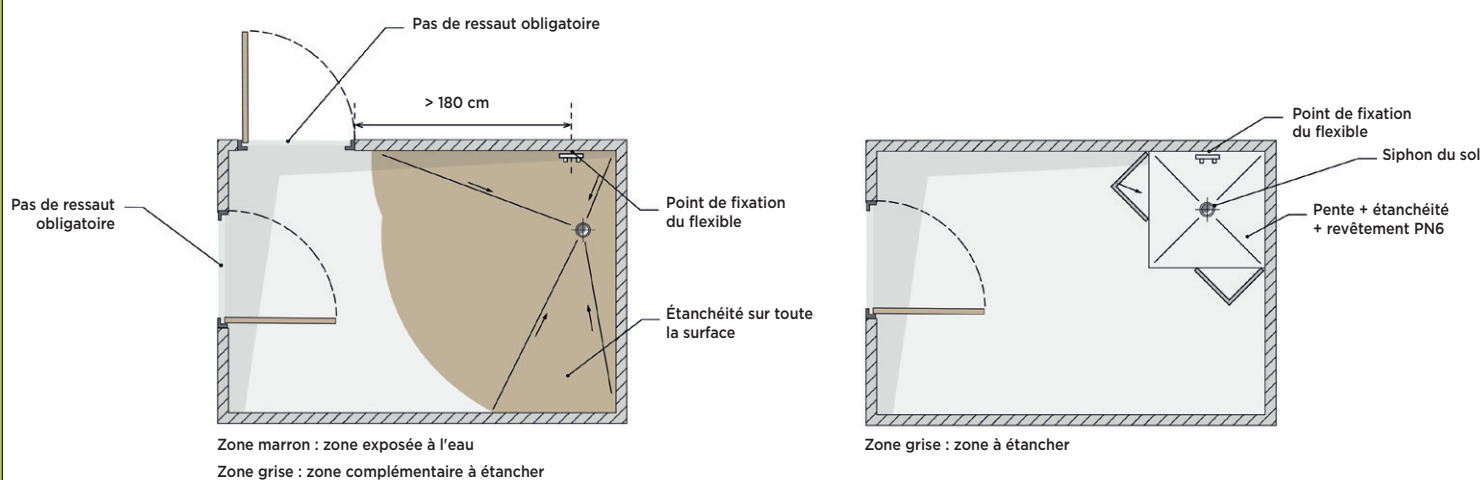 Pas de ressaut obligatoire
> 180 cm
Pas de ressaut
obligatoire
Point de fixation
du flexible
Étanchéité sur toute
la surface
Zone marron : zone exposée à l'eau
Zone grise : zone complémentaire à étancher
Point de fixation
du flexible
Siphon du sol
Pente + étanchéité
+ revêtement PN6
Zone grise : zone à étancher